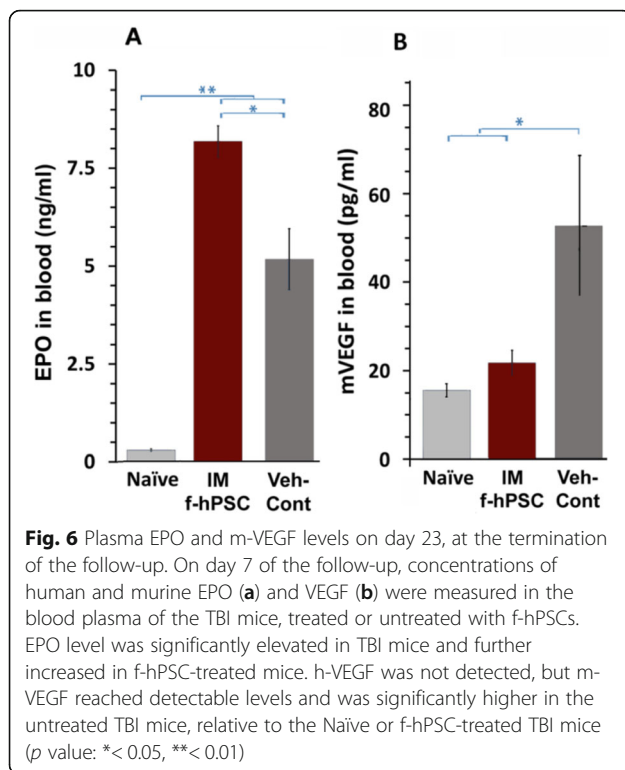 A
B
**
*
*
10
7.5
5
2.5
0
EPO in blood (ng/ml)
Naïve
IM
f-hPSC
Veh-
Cont
80
60
40
20
0
mVEGF in blood (pg/ml)
Naïve
IM
f-hPSC
Veh-
Cont
Fig. 6 Plasma EPO and m-VEGF levels on day 23, at the termination
of the follow-up. On day 7 of the follow-up, concentrations of
human and murine EPO (a) and VEGF (b) were measured in the
blood plasma of the TBI mice, treated or untreated with f-hPSCs.
EPO level was significantly elevated in TBI mice and further
increased in f-hPSC-treated mice. h-VEGF was not detected, but m-
VEGF reached detectable levels and was significantly higher in the
untreated TBI mice, relative to the Naïve or f-hPSC-treated TBI mice
(p value: *< 0.05, **< 0.01)